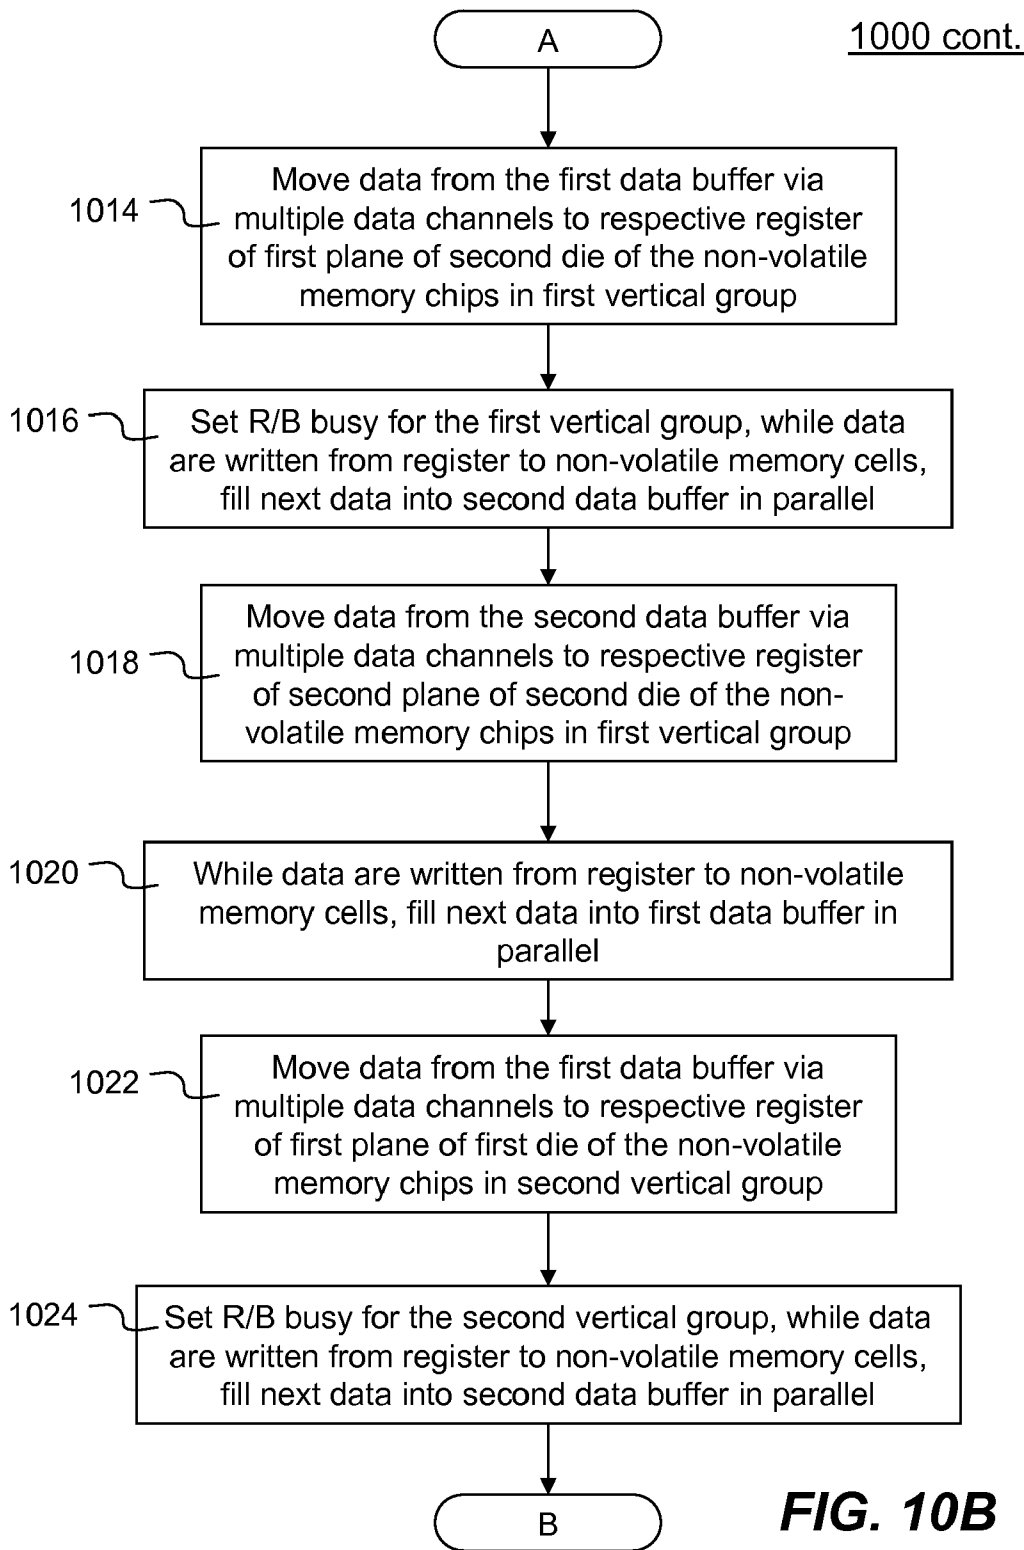 A
1000 cont.
1014
Move data from the first data buffer via
multiple data channels to respective register
of first plane of second die of the non-volatile
memory chips in first vertical group
1016
Set R/B busy for the first vertical group, while data
are written from register to non-volatile memory cells,
fill next data into second data buffer in parallel
1018
Move data from the second data buffer via
multiple data channels to respective register
of second plane of second die of the non-
volatile memory chips in first vertical group
1020
While data are written from register to non-volatile
memory cells, fill next data into first data buffer in
parallel
1022
Move data from the first data buffer via
multiple data channels to respective register
of first plane of first die of the non-volatile
memory chips in second vertical group
1024
Set R/B busy for the second vertical group, while data
are written from register to non-volatile memory cells,
fill next data into second data buffer in parallel
B
FIG. 10B